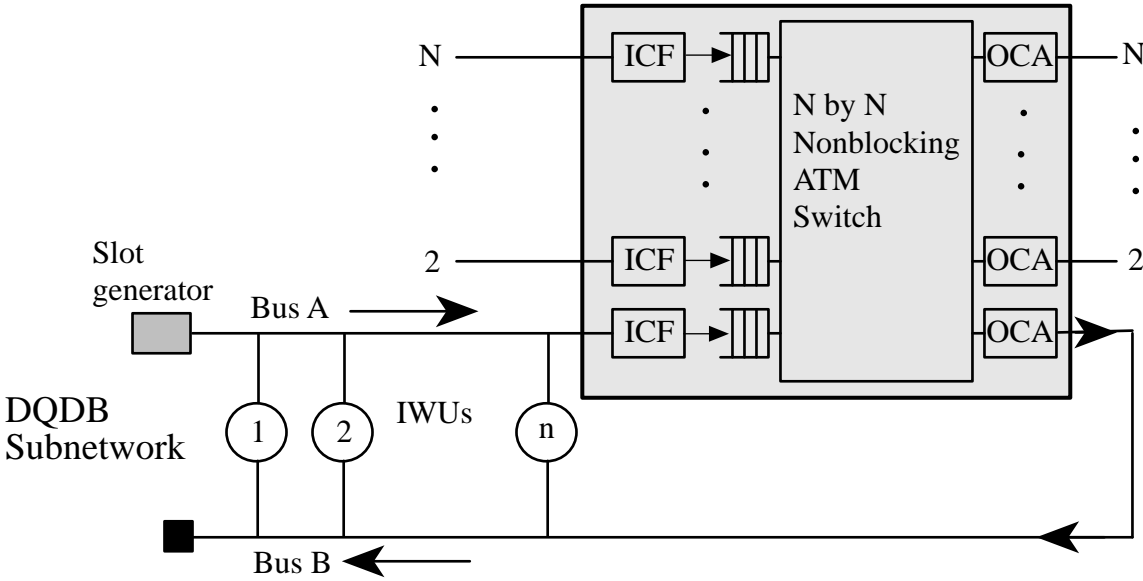 N
ICF
OCA
N
N by N
Nonblocking
ATM
Switch
2
ICF
OCA
2
Slot
generator
Bus A
ICF
OCA
DQDB
Subnetwork
1
2
IWUs
n
Bus B